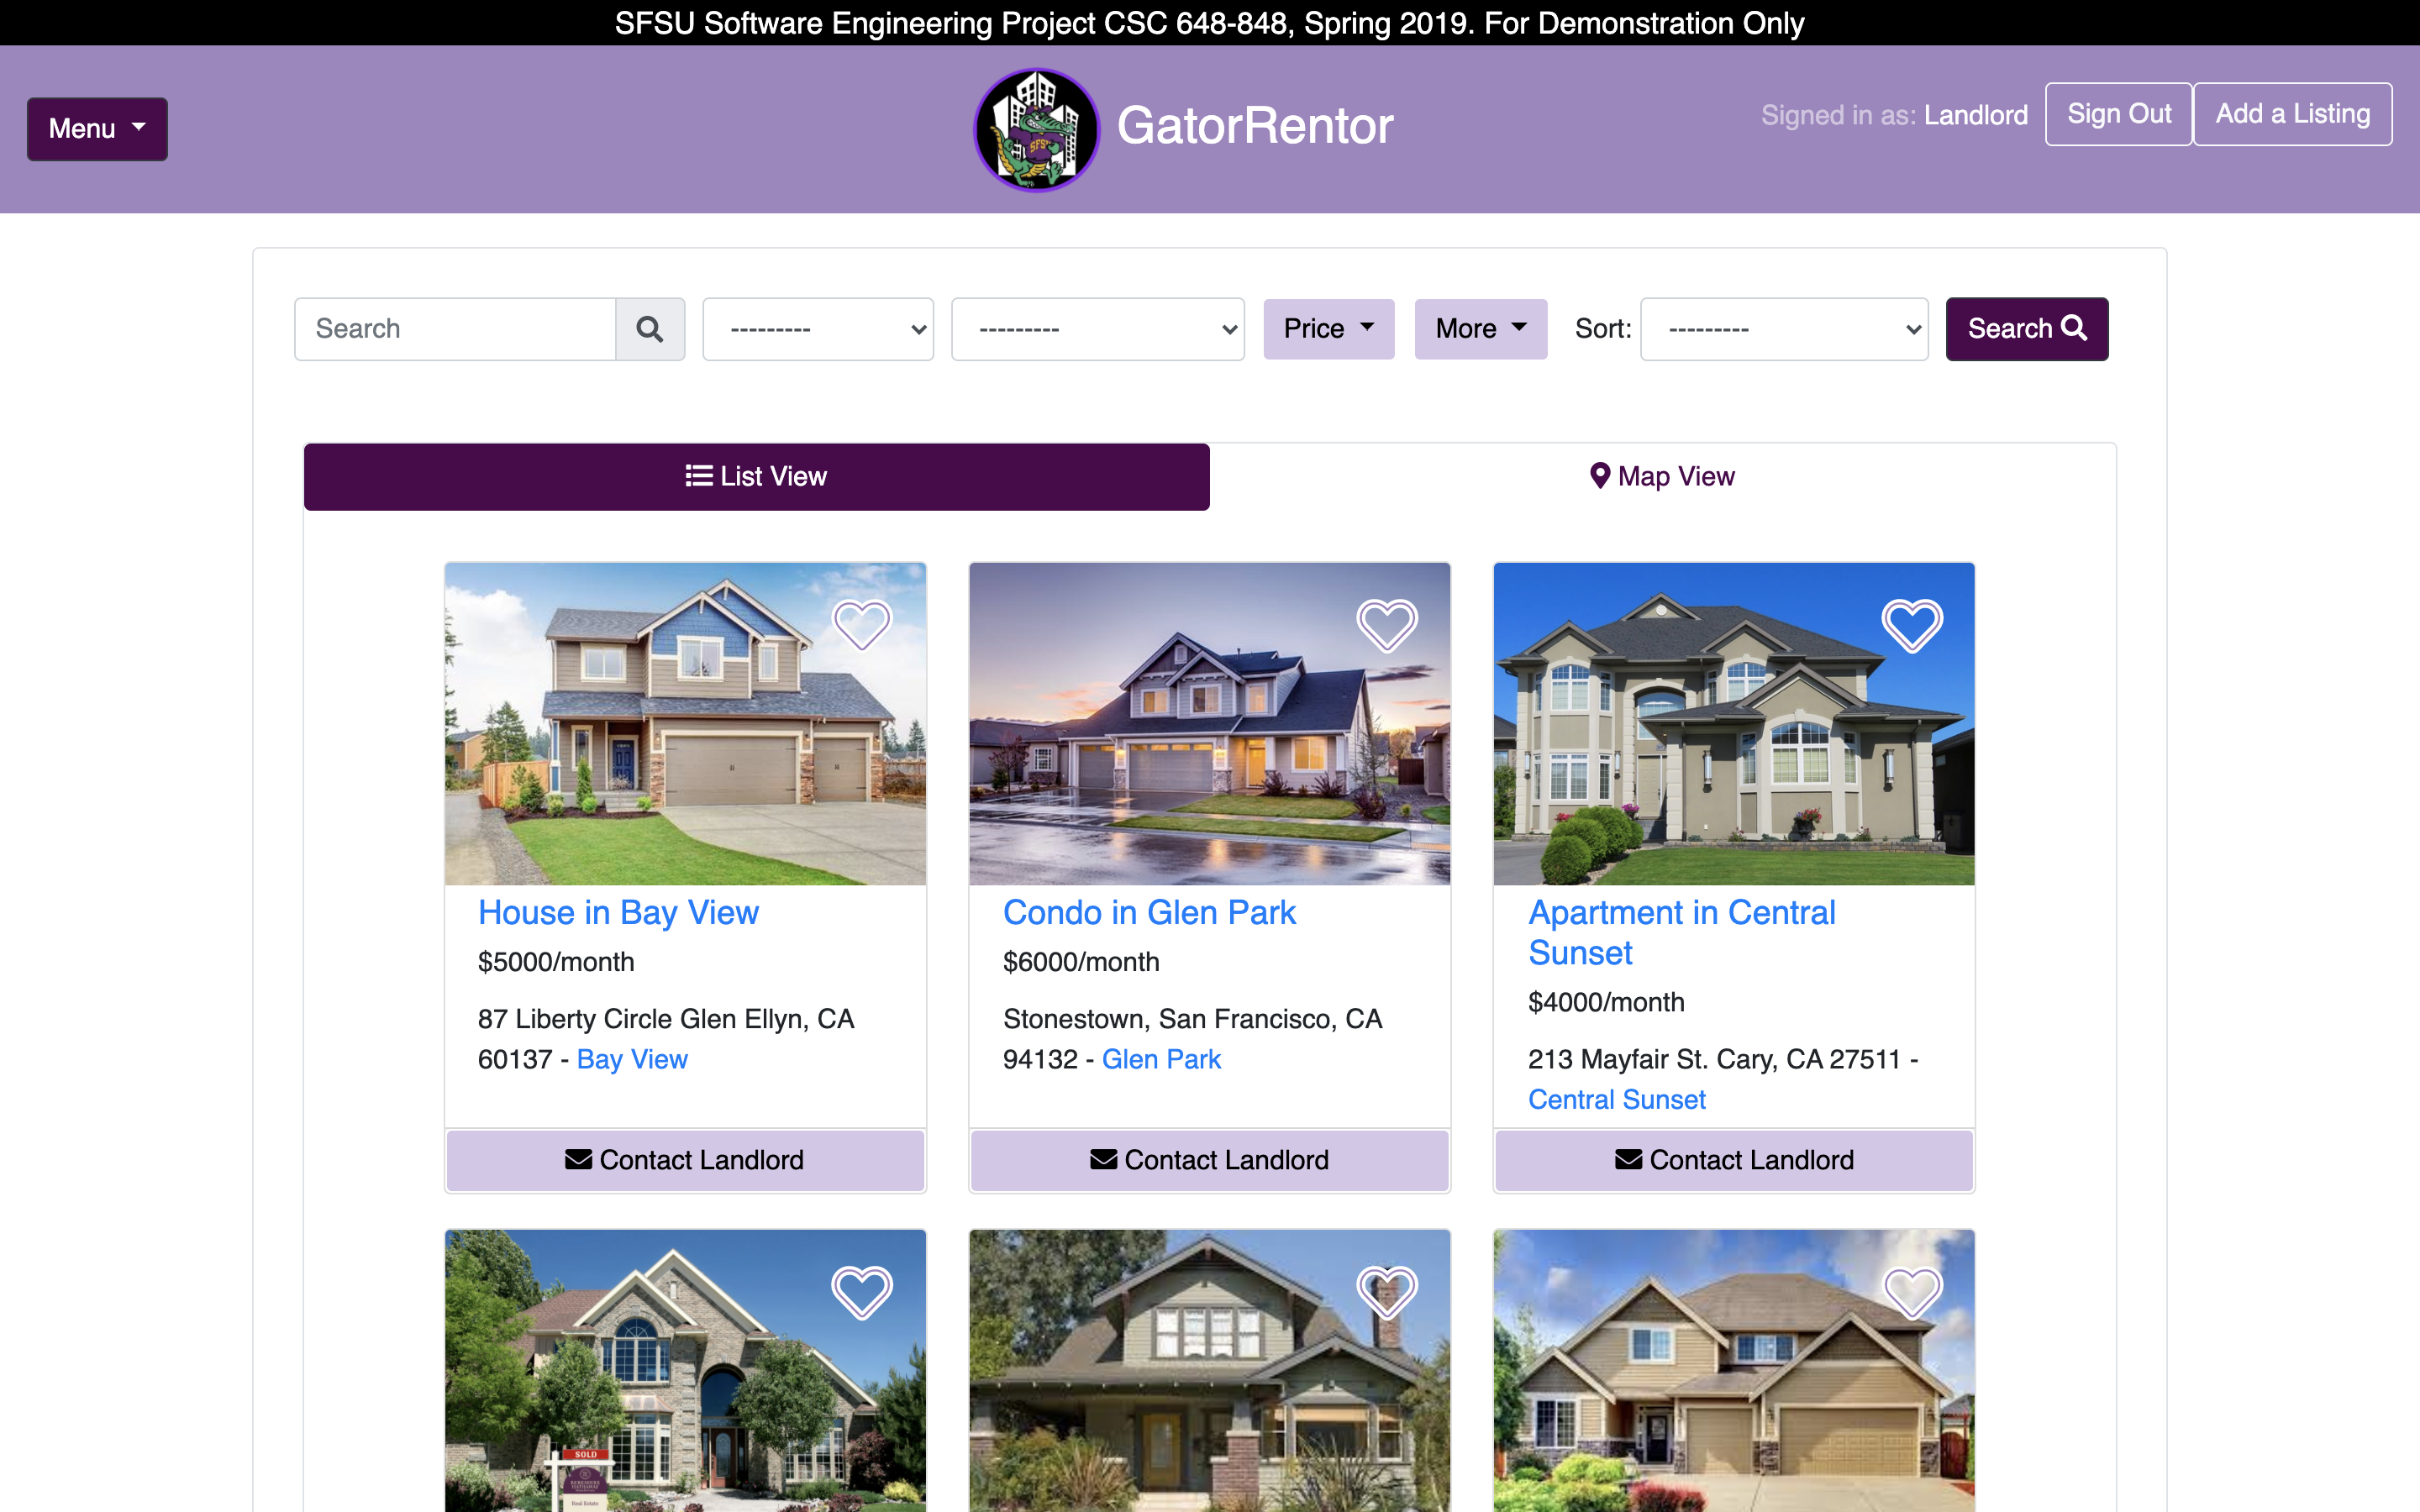 SFSU Software Engineering Project CSC 648-848, Spring 2019. For Demonstration Only
Menu
SFSU
GatorRentor
Signed in as: Landlord
Sign Out
Add a Listing
Search
---------
---------
Price
More
Sort:
---------
Search
List View
Map View
House in Bay View
$5000/month
87 Liberty Circle Glen Ellyn, CA
60137 - Bay View
Contact Landlord
Condo in Glen Park
$6000/month
Stonestown, San Francisco, CA
94132 - Glen Park
Contact Landlord
Apartment in Central
Sunset
$4000/month
213 Mayfair St. Cary, CA 27511 -
Central Sunset
Contact Landlord
SOLD